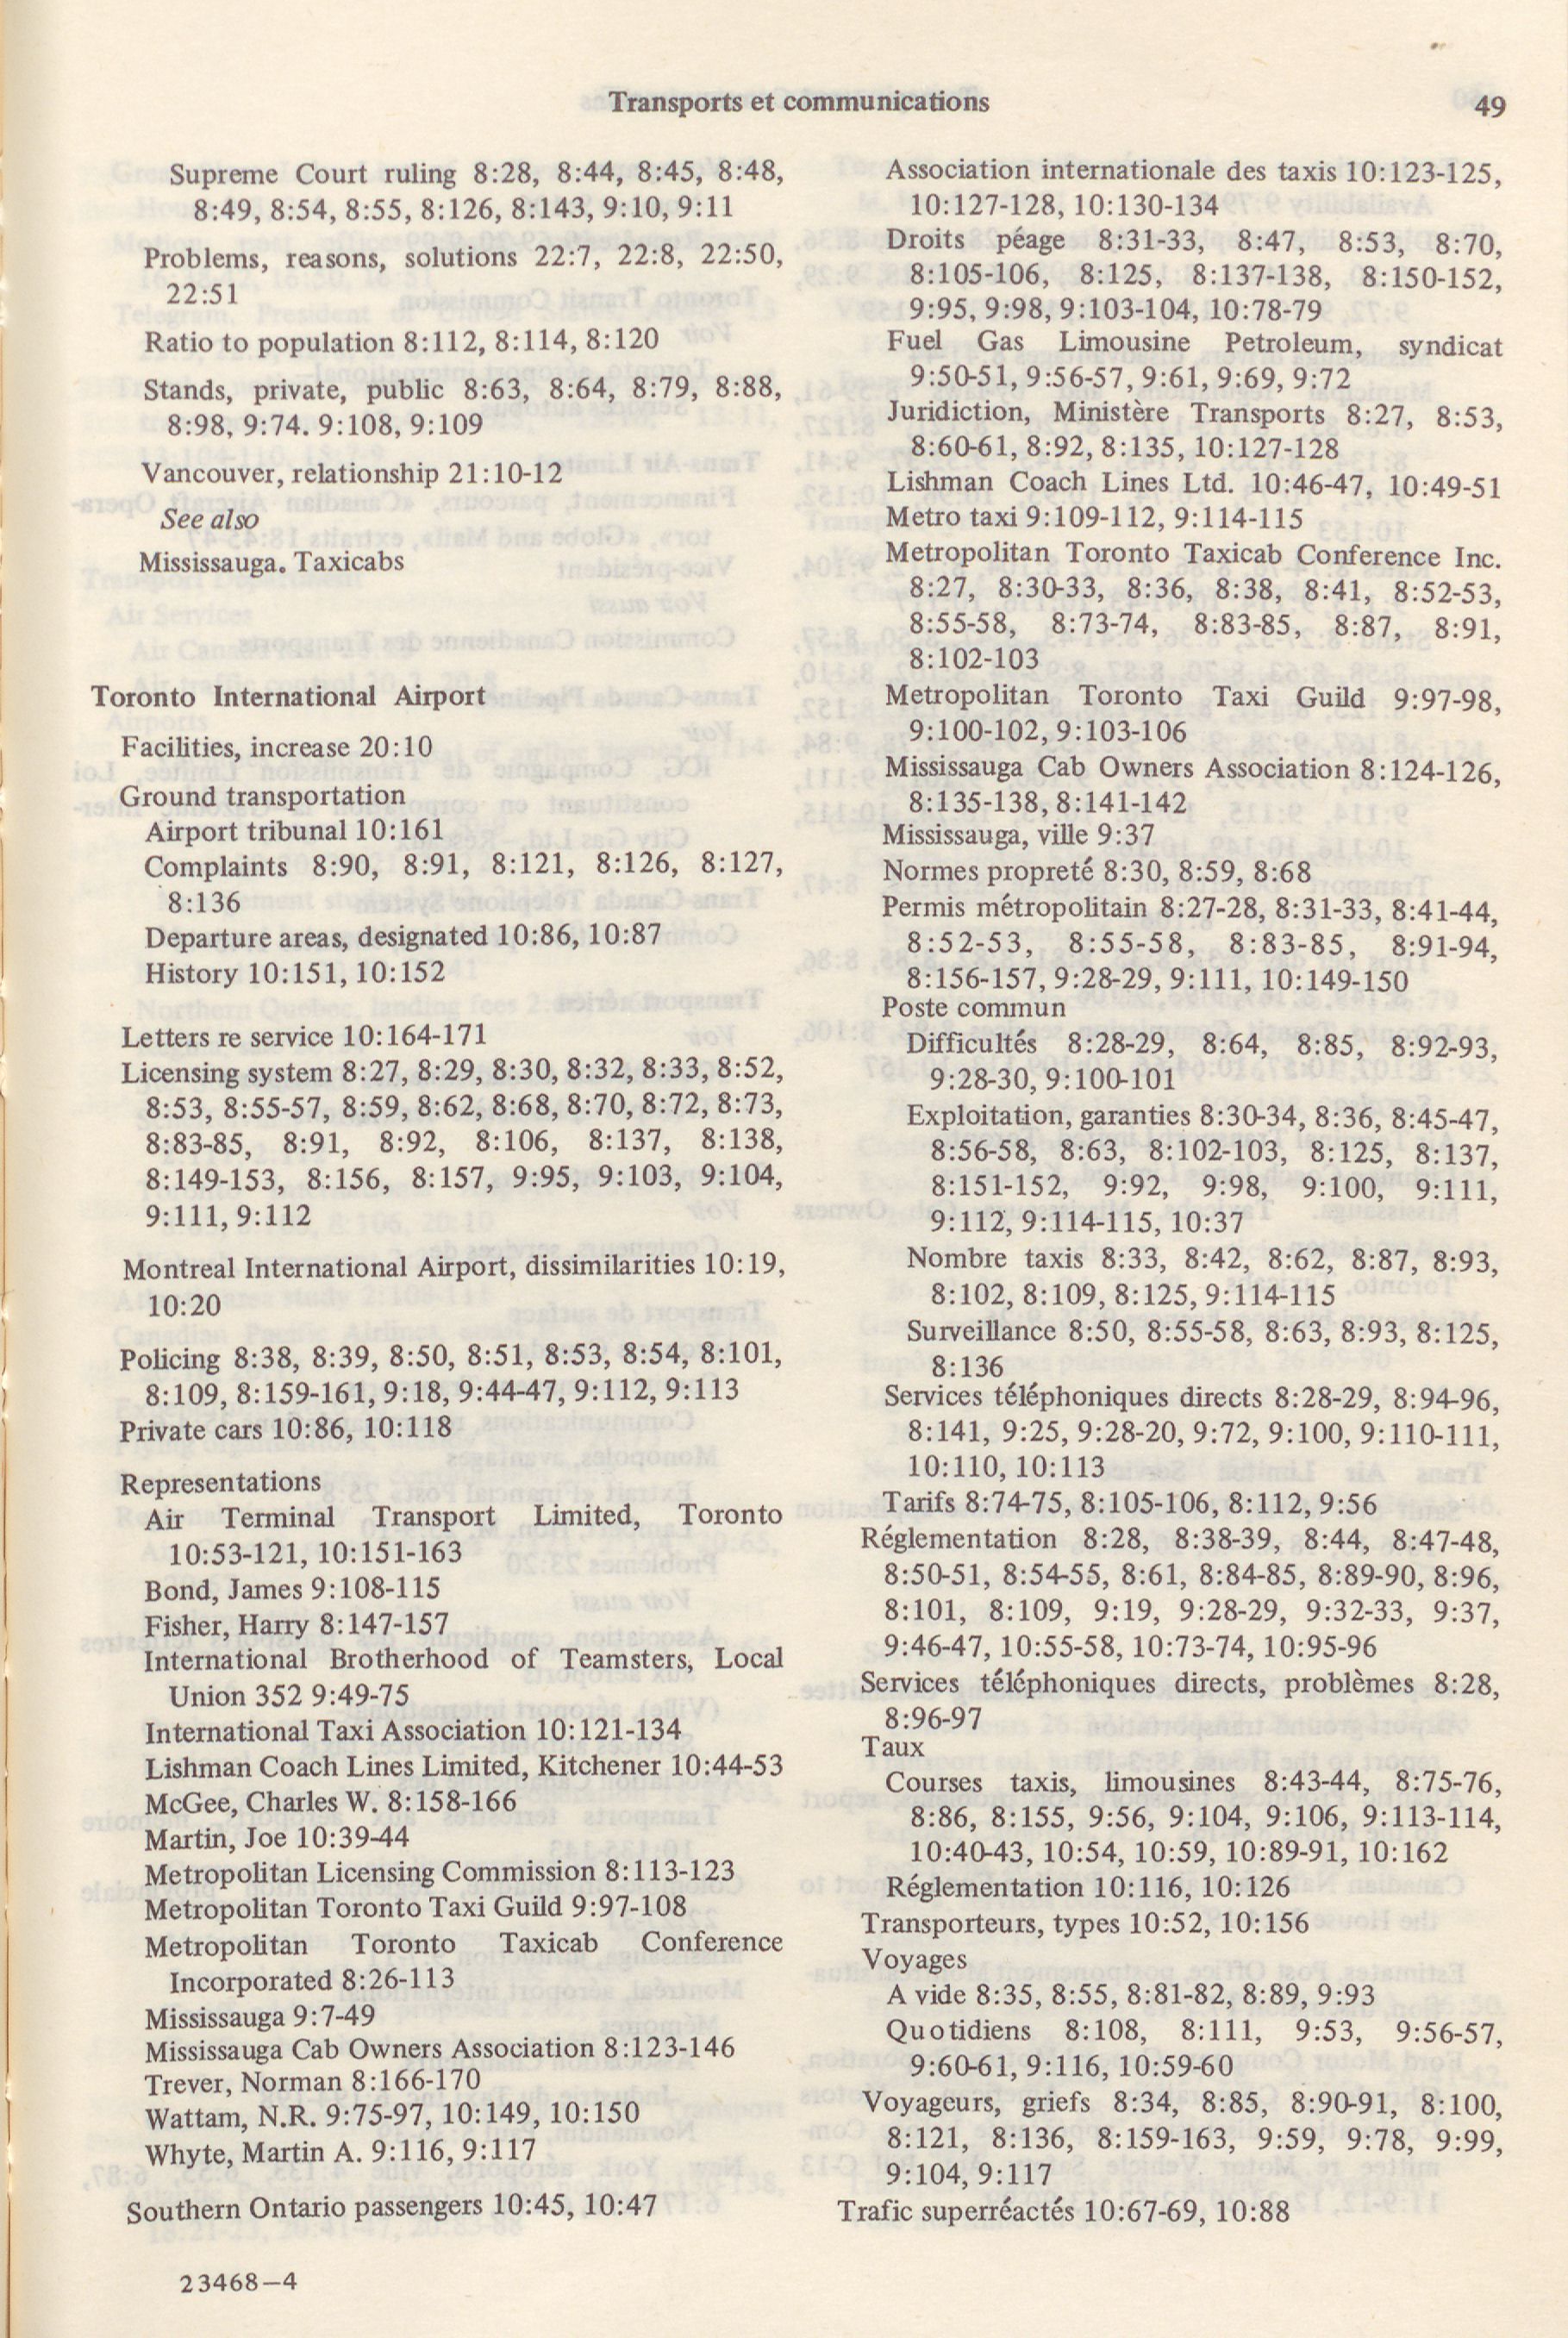 Transports et communications
49
Supreme Court ruling 8:28, 8:44, 8:45, 8:48,
8:49, 8:54, 8:55, 8:126, 8:143, 9:10, 9:11
Problems, reasons, solutions 22:7, 22:8, 22:50,
22:51
Ratio to population 8:112, 8:114, 8:120
Stands, private, public 8:63, 8:64, 8:79, 8:88,
8:98, 9:74. 9:108, 9:109
Vancouver, relationship 21:10-12
See also
Mississauga. Taxicabs
Toronto International Airport
Facilities, increase 20:10
Ground transportation
Airport tribunal 10:161
Complaints 8:90, 8:91, 8:121, 8:126, 8:127,
8:136
Departure areas, designated 10:86, 10:87
History 10:151, 10:152
Letters re service 10:164-171
Licensing system 8:27, 8:29, 8:30, 8:32, 8:33, 8:52,
8:53, 8:55-57, 8:59, 8:62, 8:68, 8:70, 8:72, 8:73,
8:83-85, 8:91, 8:92, 8:106, 8:137, 8:138,
8:149-153, 8:156, 8:157, 9:95, 9:103, 9:104,
9:111, 9:112
Montreal International Airport, dissimilarities 10:19,
10:20
Policing 8:38, 8:39, 8:50, 8:51, 8:53, 8:54, 8:101,
8:109, 8:159-161, 9:18, 9:44-47, 9:112, 9:113
Private cars 10:86, 10:118
Representations
Air Terminal Transport Limited, Toronto
10:53-121, 10:151-163
Bond, James 9:108-115
Fisher, Harry 8:147-157
International Brotherhood of Teamsters, Local
Union 352 9:49-75
International Taxi Association 10:121-134
Lishman Coach Lines Limited, Kitchener 10:44-53
McGee, Charles W. 8:158-166
Martin, Joe 10:39-44
Metropolitan Licensing Commission 8:113-123
Metropolitan Toronto Taxi Guild 9:97-108
Metropolitan Toronto Taxicab Conference
Incorporated 8:26-113
Mississauga 9:7-49
Mississauga Cab Owners Association 8:123-146
Trever, Norman 8:166-170
Wattam, N.R. 9:75-97, 10:149, 10:150
Whyte, Martin A. 9:116, 9:117
Southern Ontario passengers 10:45, 10:47
23468-4
Association internationale des taxis 10:123-125,
10:127-128, 10:130-134
Droits péage 8:31-33, 8:47, 8:53, 8:70,
8:105-106, 8:125, 8:137-138, 8:150-152,
9:95, 9:98, 9:103-104, 10:78-79
Fuel Gas Limousine Petroleum, syndicat
9:50-51, 9:56-57, 9:61, 9:69, 9:72
Juridiction, Ministère Transports 8:27, 8:53,
8:60-61, 8:92, 8:135, 10:127-128
Lishman Coach Lines Ltd. 10:46-47, 10:49-51
Metro taxi 9:109-112, 9:114-115
Metropolitan Toronto Taxicab Conference Inc.
8:27, 8:30-33, 8:36, 8:38, 8:41, 8:52-53,
8:55-58, 8:73-74, 8:83-85, 8:87, 8:91,
8:102-103
Metropolitan Toronto Taxi Guild 9:97-98,
9:100-102, 9:103-106
Mississauga Cab Owners Association 8:124-126,
8:135-138, 8:141-142
Mississauga, ville 9:37
Normes propreté 8:30, 8:59, 8:68
Permis métropolitain 8:27-28, 8:31-33, 8:41-44,
8:52-53, 8:55-58, 8:83-85, 8:91-94,
8:156-157, 9:28-29, 9:111, 10:149-150
Poste commun
Difficultés 8:28-29, 8:64, 8:85, 8:92-93,
9:28-30, 9:100-101
Exploitation, garanties 8:30-34, 8:36, 8:45-47,
8:56-58, 8:63, 8:102-103, 8:125, 8:137,
8:151-152, 9:92, 9:98, 9:100, 9:111,
9:112, 9:114-115, 10:37
Nombre taxis 8:33, 8:42, 8:62, 8:87, 8:93,
8:102, 8:109, 8:125, 9:114-115
Surveillance 8:50, 8:55-58, 8:63, 8:93, 8:125,
8:136
Services téléphoniques directs 8:28-29, 8:94-96,
8:141, 9:25, 9:28-20, 9:72, 9:100, 9:110-111,
10:110, 10:113
Tarifs 8:74-75, 8:105-106, 8:112, 9:56
Réglementation 8:28, 8:38-39, 8:44, 8:47-48,
8:50-51, 8:54-55, 8:61, 8:84-85, 8:89-90, 8:96,
8:101, 8:109, 9:19, 9:28-29, 9:32-33, 9:37,
9:46-47, 10:55-58, 10:73-74, 10:95-96
Services téléphoniques directs, problèmes 8:28,
8:96-97
Taux
Courses taxis, limousines 8:43-44, 8:75-76,
8:86, 8:155, 9:56, 9:104, 9:106, 9:113-114,
10:40-43, 10:54, 10:59, 10:89-91, 10:162
Réglementation 10:116, 10:126
Transporteurs, types 10:52, 10:156
Voyages
A vide 8:35, 8:55, 8:81-82, 8:89, 9:93
Quotidiens 8:108, 8:111, 9:53, 9:56-57,
9:60-61, 9:116, 10:59-60
Voyageurs, griefs 8:34, 8:85, 8:90-91, 8:100,
8:121, 8:136, 8:159-163, 9:59, 9:78, 9:99,
9:104, 9:117
Trafic superréactés 10:67-69, 10:88